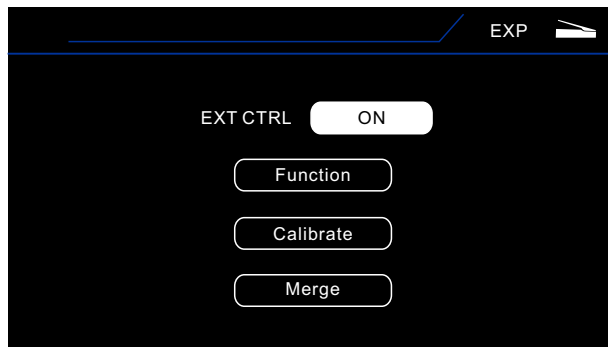 EXP
EXT CTRL ON
Function
Calibrate
Merge